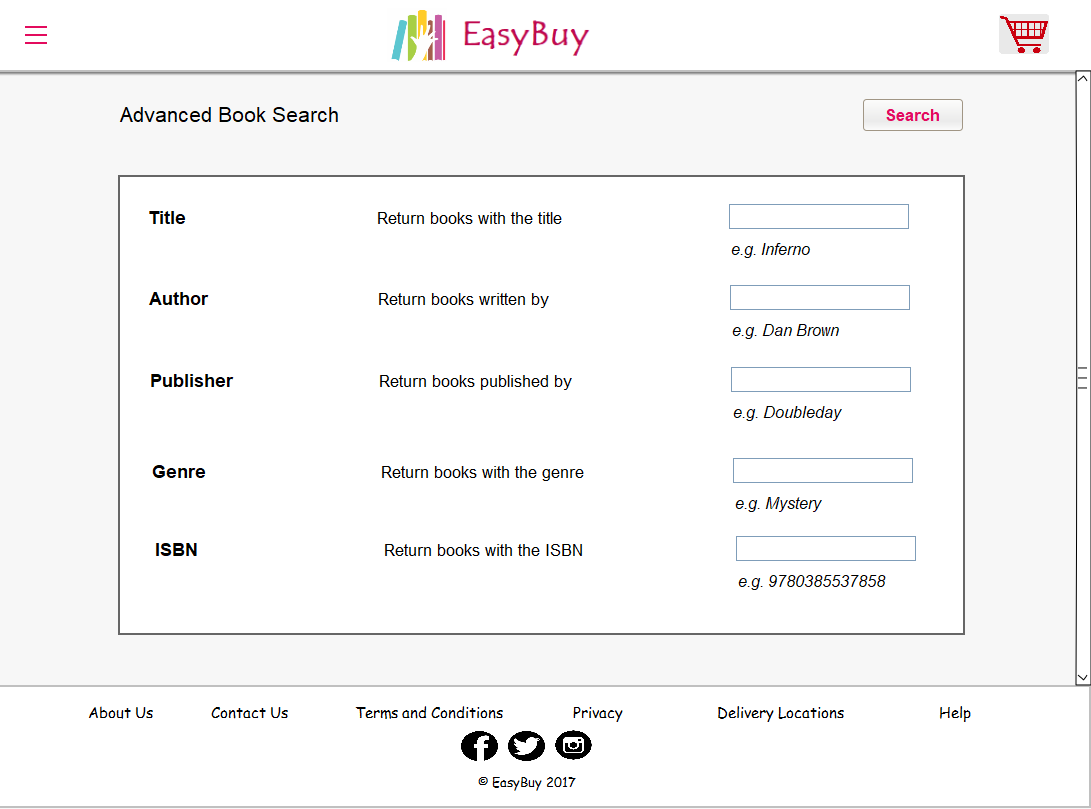 EasyBuy
Advanced Book Search
Search
Title
Return books with the title
e.g. Inferno
Author
Return books written by
e.g. Dan Brown
Publisher
Return books published by
e.g. Doubleday
Genre
Return books with the genre
e.g. Mystery
ISBN
Return books with the ISBN
e.g. 9780385537858
About Us
Contact Us
Terms and Conditions
Privacy
Delivery Locations
Help
© EasyBuy 2017